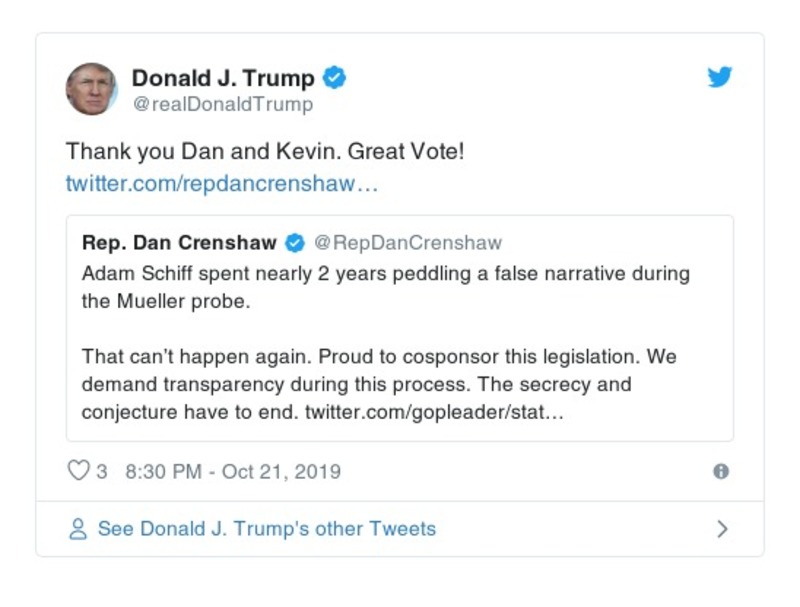 Donald J. Trump
@realDonaldTrump
Thank you Dan and Kevin. Great Vote!
twitter.com/repdancrenshaw…
Rep. Dan Crenshaw @RepDanCrenshaw
Adam Schiff spent nearly 2 years peddling a false narrative during
the Mueller probe.
That can’t happen again. Proud to cosponsor this legislation. We
demand transparency during this process. The secrecy and
conjecture have to end. twitter.com/gopleader/stat…
3 8:30 PM - Oct 21, 2019
See Donald J. Trump's other Tweets